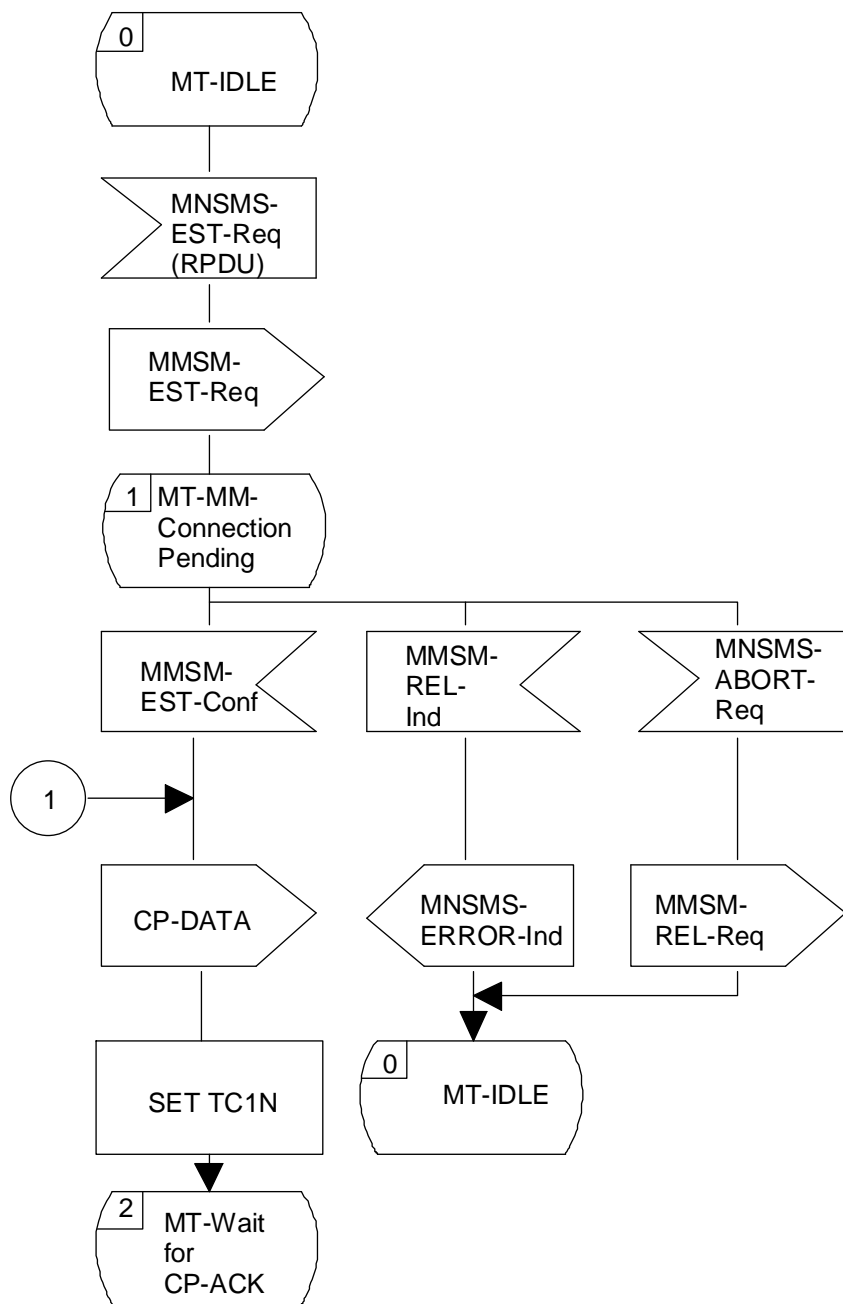 0
MT-IDLE
MNSMS-
EST-Req
(RPDU)
MMSM-
EST-Req
1
MT-MM-
Connection
Pending
MMSM-
EST-Conf
MMSM-
REL-
Ind
MNSMS-
ABORT-
Req
1
CP-DATA
MNSMS-
ERROR-Ind
MMSM-
REL-Req
SET TC1N
0
MT-IDLE
2
MT-Wait
for
CP-ACK